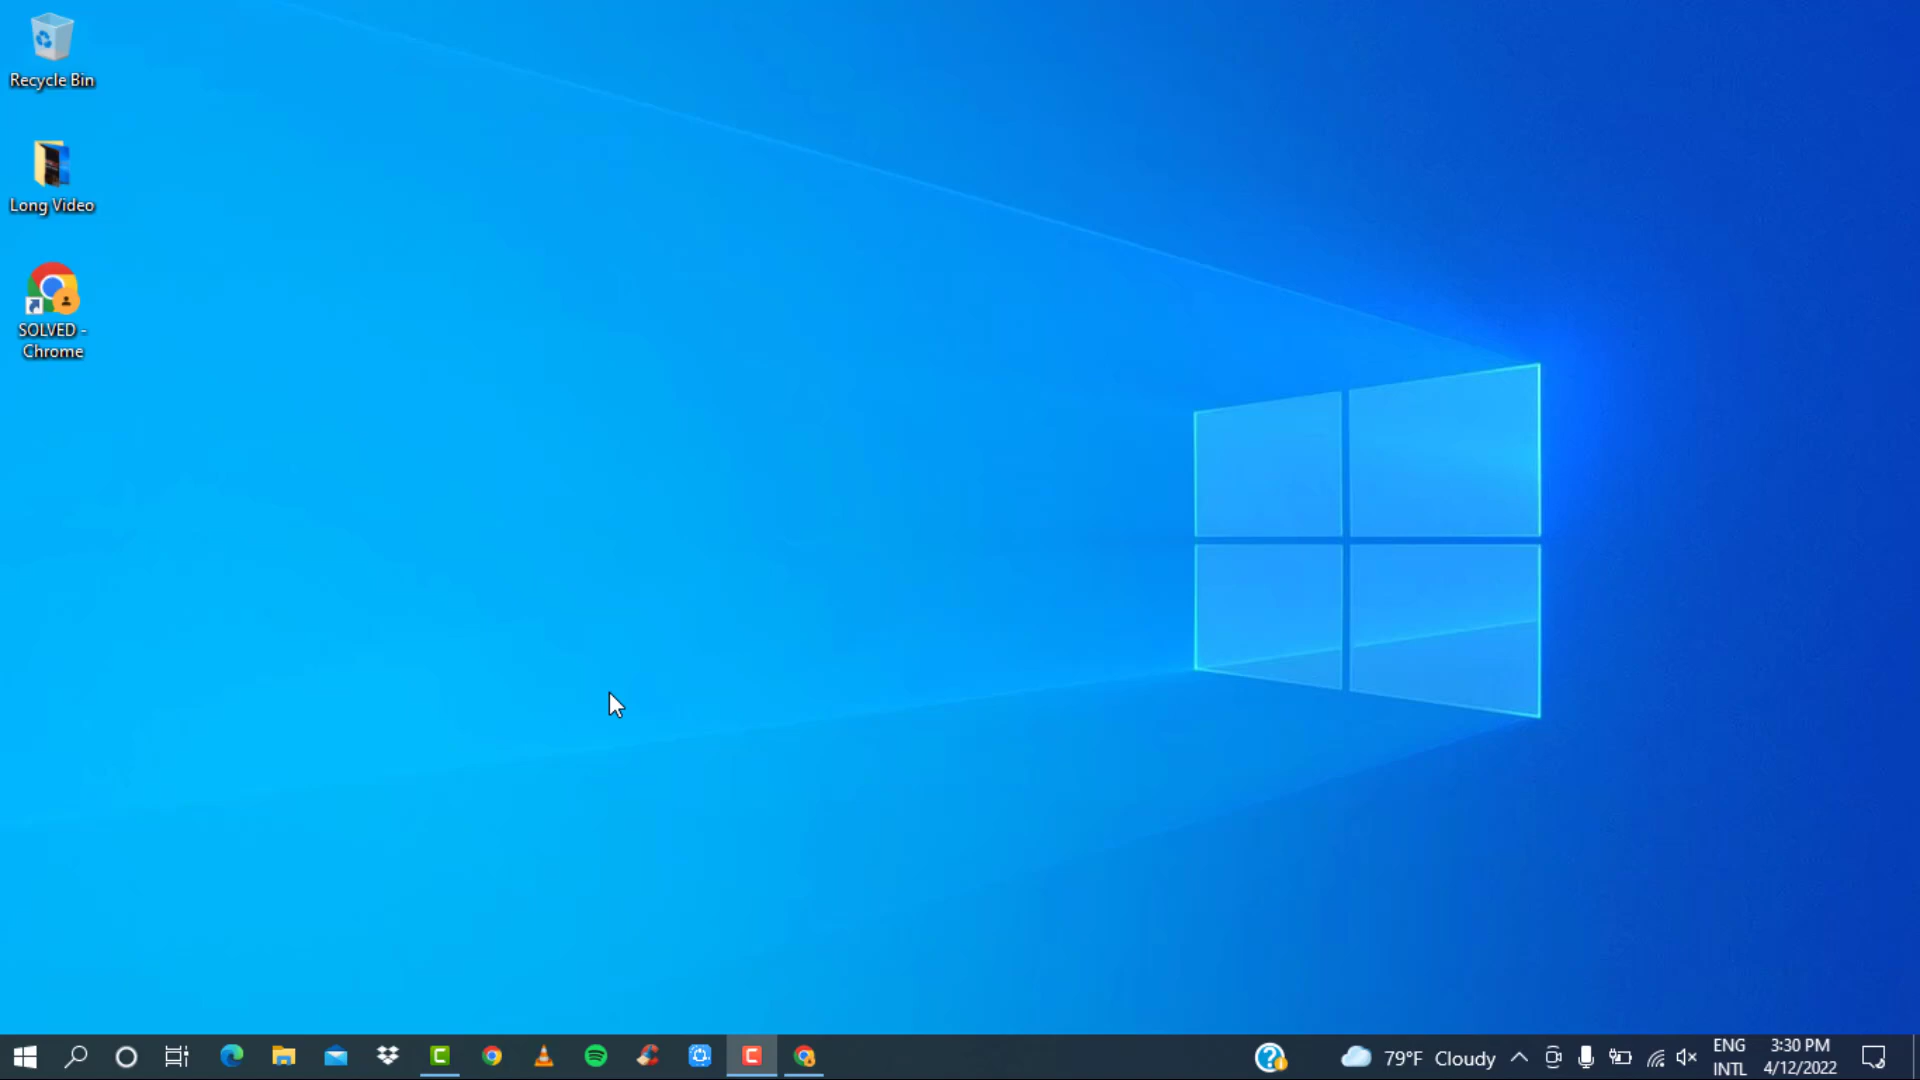 Recycle Bin
Long Video
SOLVED -
Chrome
79°F Cloudy
ENG
INTL
3:30 PM
4/12/2022